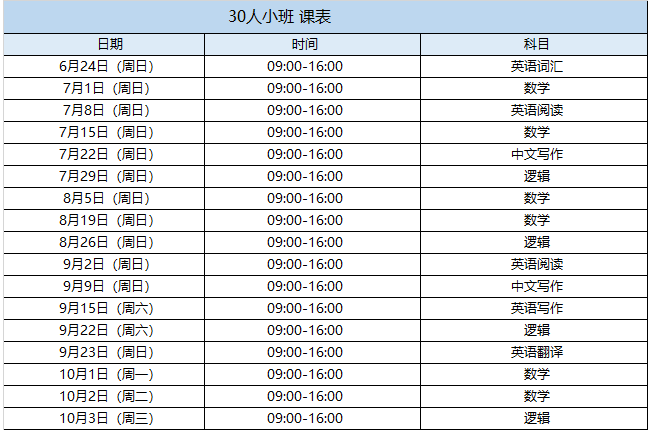 30人小班 课表
日期 时间 科目
6月24日（周日） 09:00-16:00 英语词汇
7月1日（周日） 09:00-16:00 数学
7月8日（周日） 09:00-16:00 英语阅读
7月15日（周日） 09:00-16:00 数学
7月22日（周日） 09:00-16:00 中文写作
7月29日（周日） 09:00-16:00 逻辑
8月5日（周日） 09:00-16:00 数学
8月19日（周日） 09:00-16:00 数学
8月26日（周日） 09:00-16:00 逻辑
9月2日（周日） 09:00-16:00 英语阅读
9月9日（周日） 09:00-16:00 中文写作
9月15日（周六） 09:00-16:00 英语写作
9月22日（周六） 09:00-16:00 逻辑
9月23日（周日） 09:00-16:00 英语翻译
10月1日（周一） 09:00-16:00 数学
10月2日（周二） 09:00-16:00 数学
10月3日（周三） 09:00-16:00 逻辑